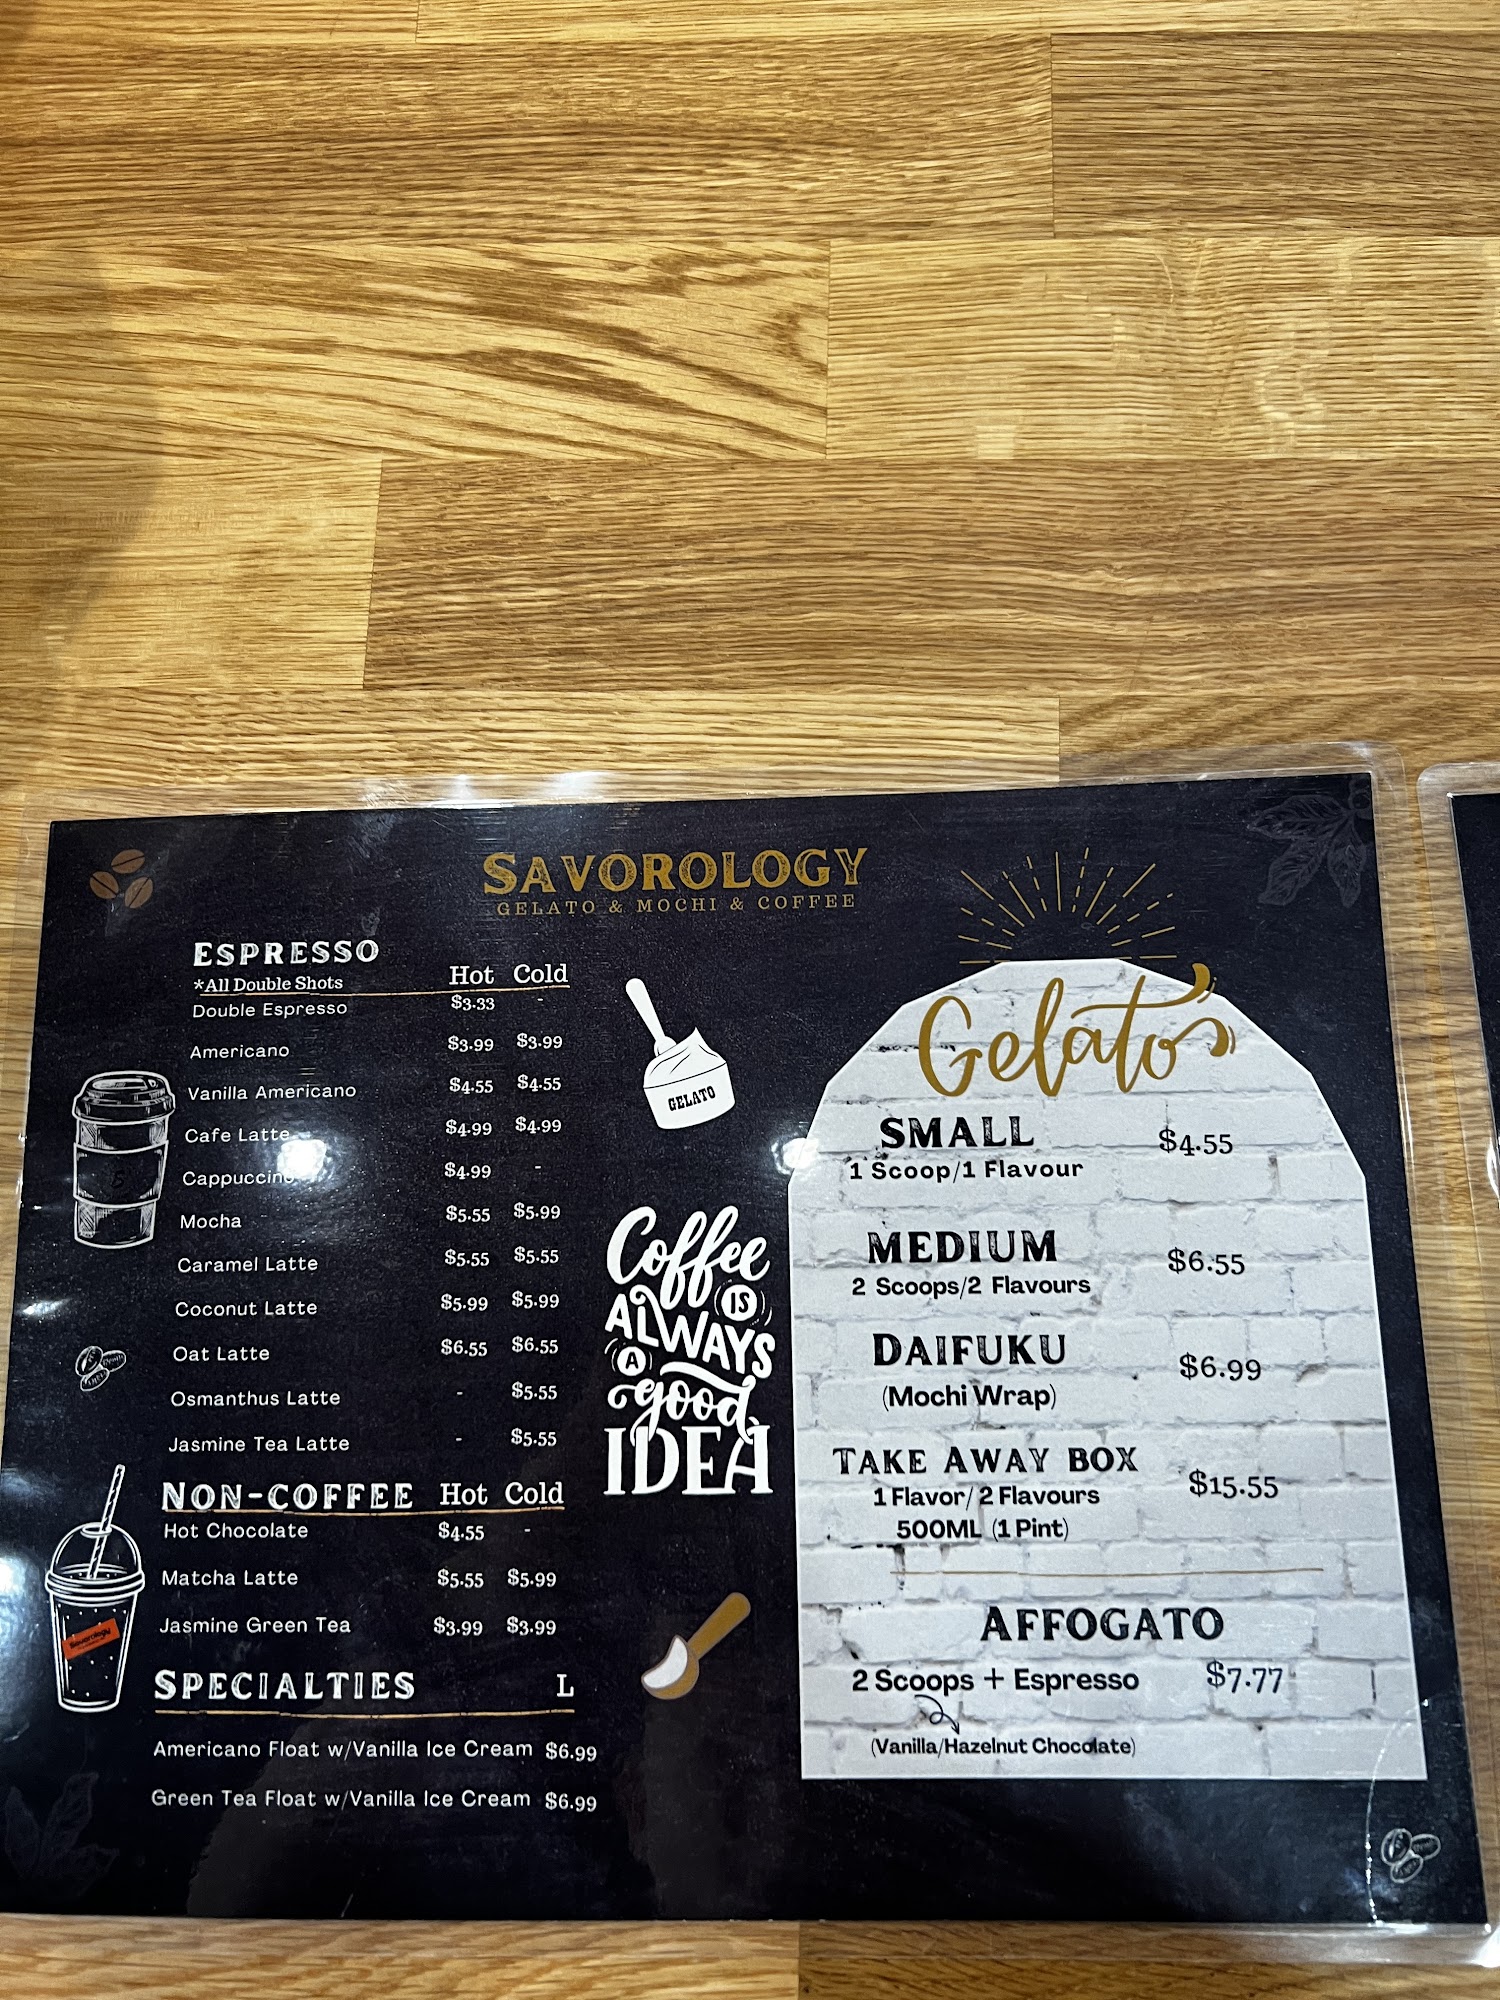 SAVOROLOGY
GELATO & MOCHI & COFFEE
ESPRESSO
*All Double Shots Hot Cold
Double Espresso $3.33 -
Americano $3.99 $3.99
Vanilla Americano $4.55 $4.55
Cafe Latte $4.99 $4.99
Cappuccino $4.99 -
Mocha $5.55 $5.99
Caramel Latte $5.55 $5.55
Coconut Latte $5.99 $5.99
Oat Latte $6.55 $6.55
Osmanthus Latte - $5.55
Jasmine Tea Latte - $5.55
NON-COFFEE Hot Cold
Hot Chocolate $4.55 -
Matcha Latte $5.55 $5.99
Jasmine Green Tea $3.99 $3.99
SPECIALTIES L
Americano Float w/Vanilla Ice Cream $6.99
Green Tea Float w/Vanilla Ice Cream $6.99
Savorology
GELATO
Coffee
IS
ALWAYS
A
good
IDEA
Gelato
SMALL $4.55
1 Scoop/1 Flavour
MEDIUM $6.55
2 Scoops/2 Flavours
DAIFUKU $6.99
(Mochi Wrap)
TAKE AWAY BOX $15.55
1 Flavor/ 2 Flavours
500ML (1 Pint)
AFFOGATO
2 Scoops + Espresso $7.77
(Vanilla/Hazelnut Chocolate)